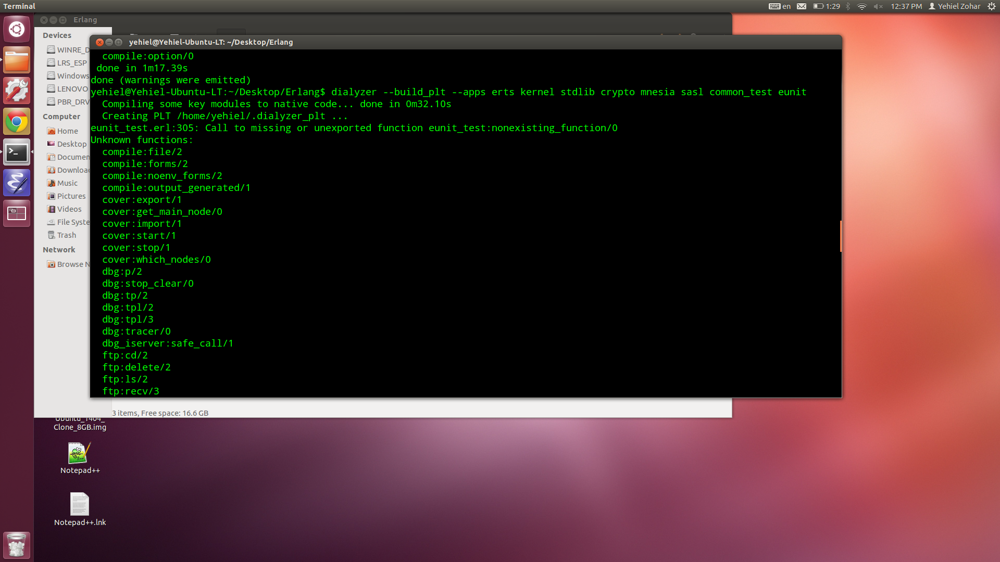 Terminal
en
1:29
12:37 PM
Yehiel Zohar
Erlang
Devices
WINRE_D
LRS_ESP
Windows
LENOVO
PBR_DRV
Computer
Home
Desktop
Documen
Downloa
Music
Pictures
Videos
File Syste
Trash
Network
Browse N
yehiel@Yehiel-Ubuntu-LT: ~/Desktop/Erlang
compile:option/0
done in 1m17.39s
done (warnings were emitted)
yehiel@Yehiel-Ubuntu-LT:~/Desktop/Erlang$ dialyzer --build_plt --apps erts kernel stdlib crypto mnesia sasl common_test eunit
Compiling some key modules to native code... done in 0m32.10s
Creating PLT /home/yehiel/.dialyzer_plt ...
eunit_test.erl:305: Call to missing or unexported function eunit_test:nonexisting_function/0
Unknown functions:
compile:file/2
compile:forms/2
compile:noenv_forms/2
compile:output_generated/1
cover:export/1
cover:get_main_node/0
cover:import/1
cover:start/1
cover:stop/1
cover:which_nodes/0
dbg:p/2
dbg:stop_clear/0
dbg:tp/2
dbg:tpl/2
dbg:tpl/3
dbg:tracer/0
dbg_iserver:safe_call/1
ftp:cd/2
ftp:delete/2
ftp:ls/2
ftp:recv/3
3 items, Free space: 16.6 GB
Ubuntu_1404_
Clone_8GB.img
Notepad++
Notepad++.lnk